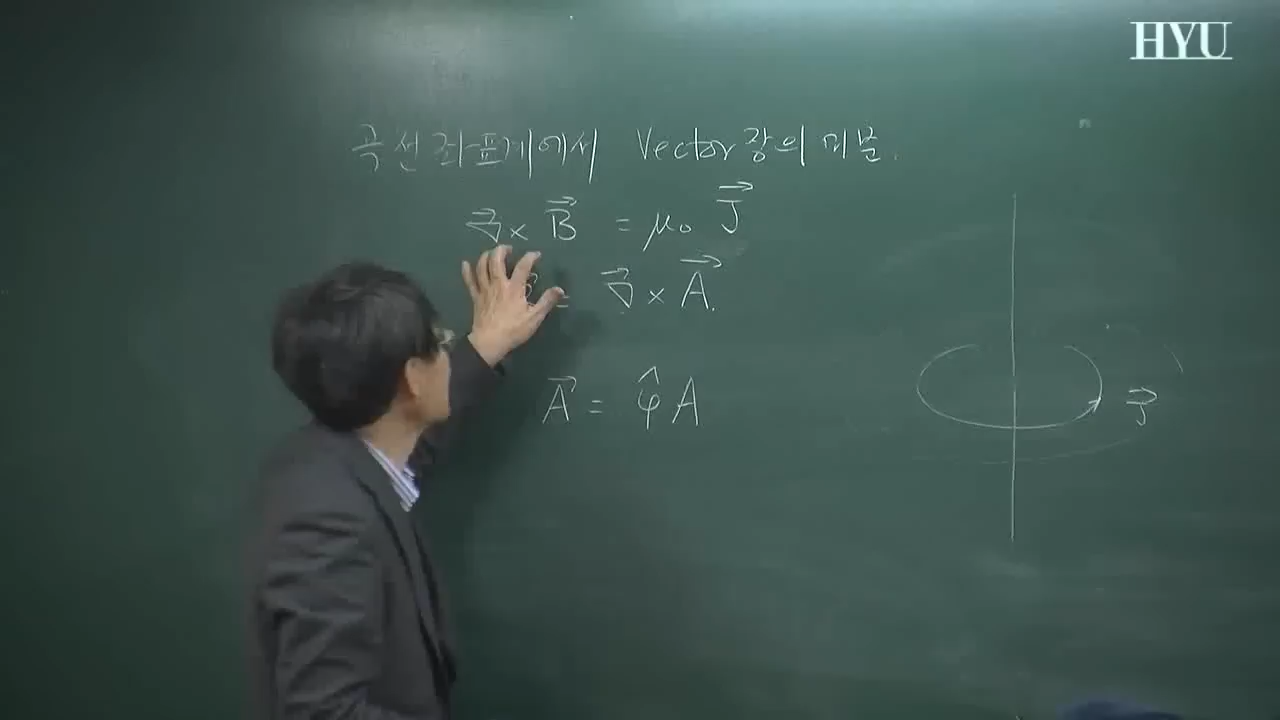 HYU
곡선좌표계에서 Vector장의 미분.
∇⃗ × B⃗ = μ₀ J⃗
= ∇⃗ × A⃗.
A⃗ = φ̂ A
J⃗